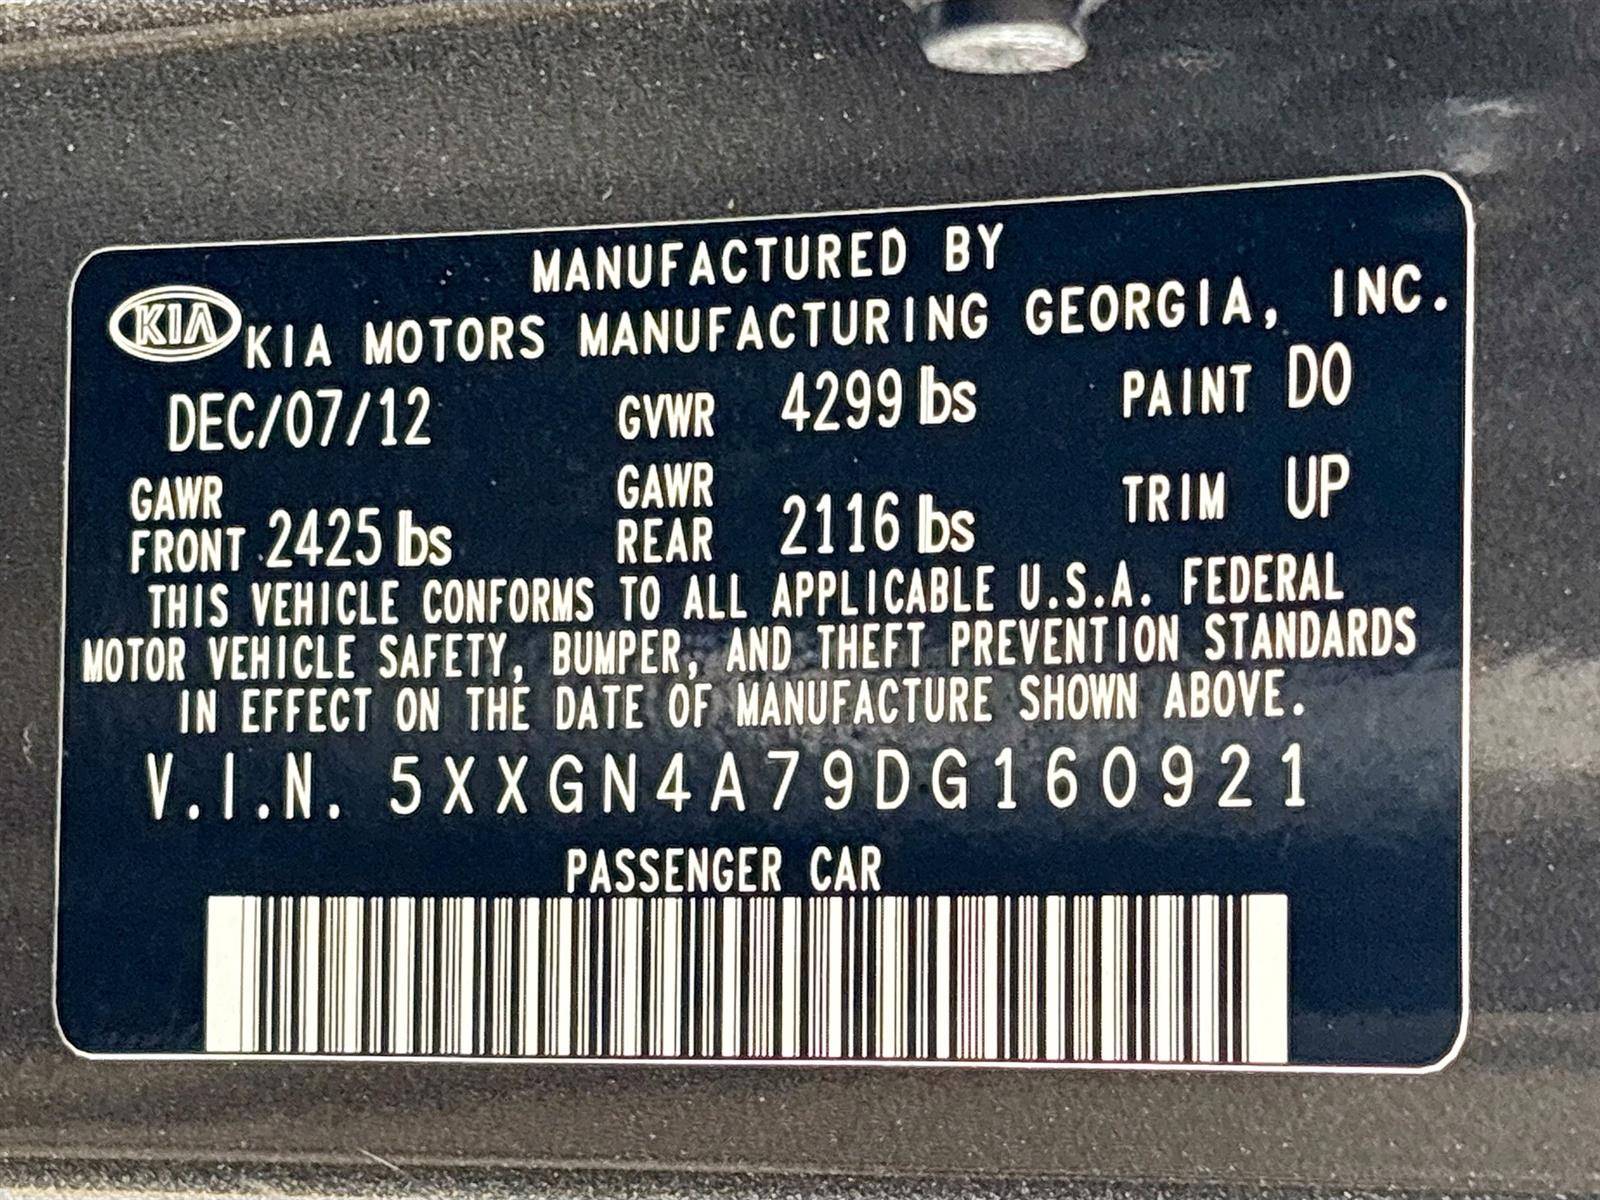 MANUFACTURED BY
KIA KIA MOTORS MANUFACTURING GEORGIA, INC.
DEC/07/12 GVWR 4299 lbs PAINT D0
GAWR FRONT 2425 lbs GAWR REAR 2116 lbs TRIM UP
THIS VEHICLE CONFORMS TO ALL APPLICABLE U.S.A. FEDERAL
MOTOR VEHICLE SAFETY, BUMPER, AND THEFT PREVENTION STANDARDS
IN EFFECT ON THE DATE OF MANUFACTURE SHOWN ABOVE.
V.I.N. 5XXGN4A79DG160921
PASSENGER CAR